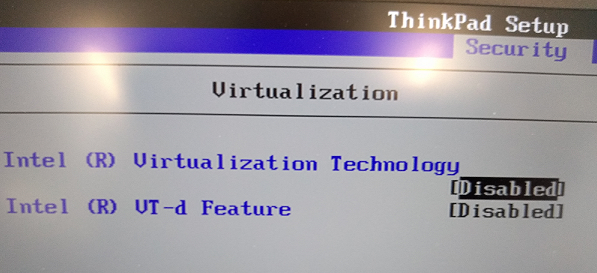 ThinkPad Setup
Security
Virtualization
Intel (R) Virtualization Technology
[Disabled]
Intel (R) VT-d Feature
[Disabled]